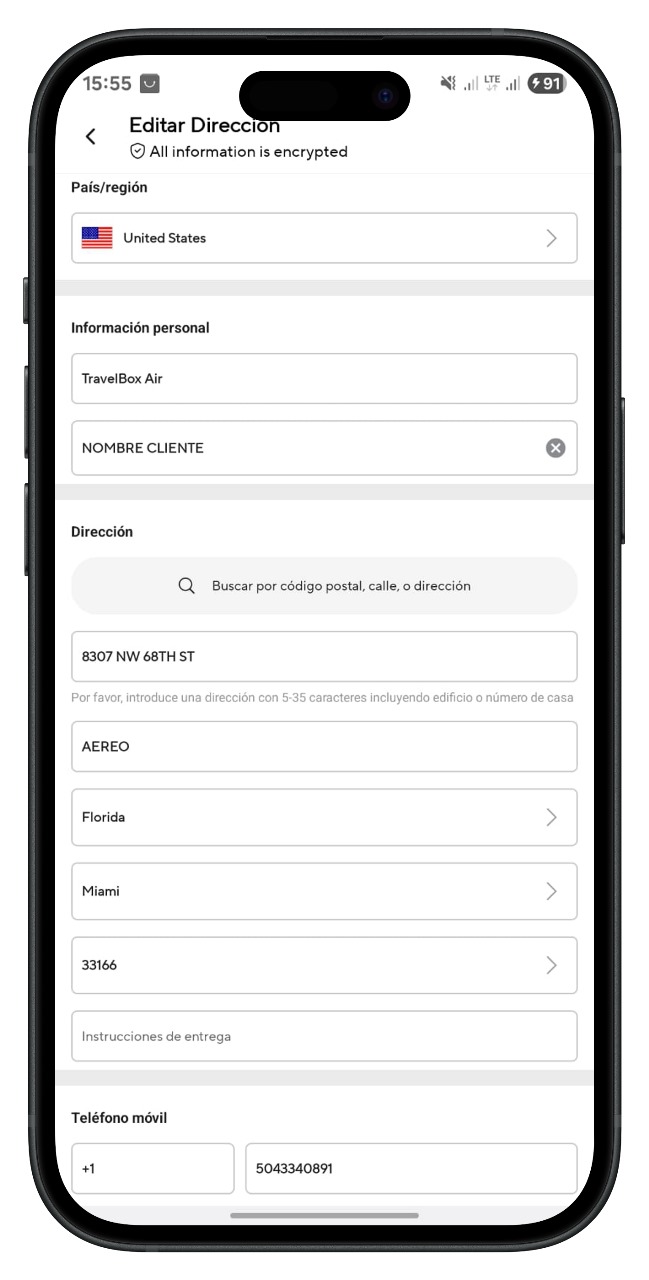 15:55
LTE
91
Editar Dirección
All information is encrypted
País/región
United States
Información personal
TravelBox Air
NOMBRE CLIENTE
Dirección
Buscar por código postal, calle, o dirección
8307 NW 68TH ST
Por favor, introduce una dirección con 5-35 caracteres incluyendo edificio o número de casa
AEREO
Florida
Miami
33166
Instrucciones de entrega
Teléfono móvil
+1
5043340891